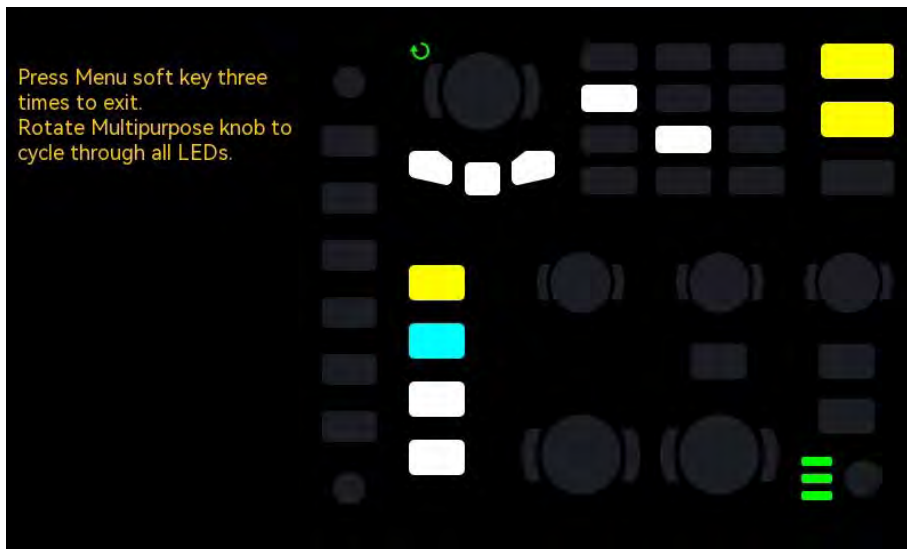 Press Menu soft key three
times to exit.
Rotate Multipurpose knob to
cycle through all LEDs.